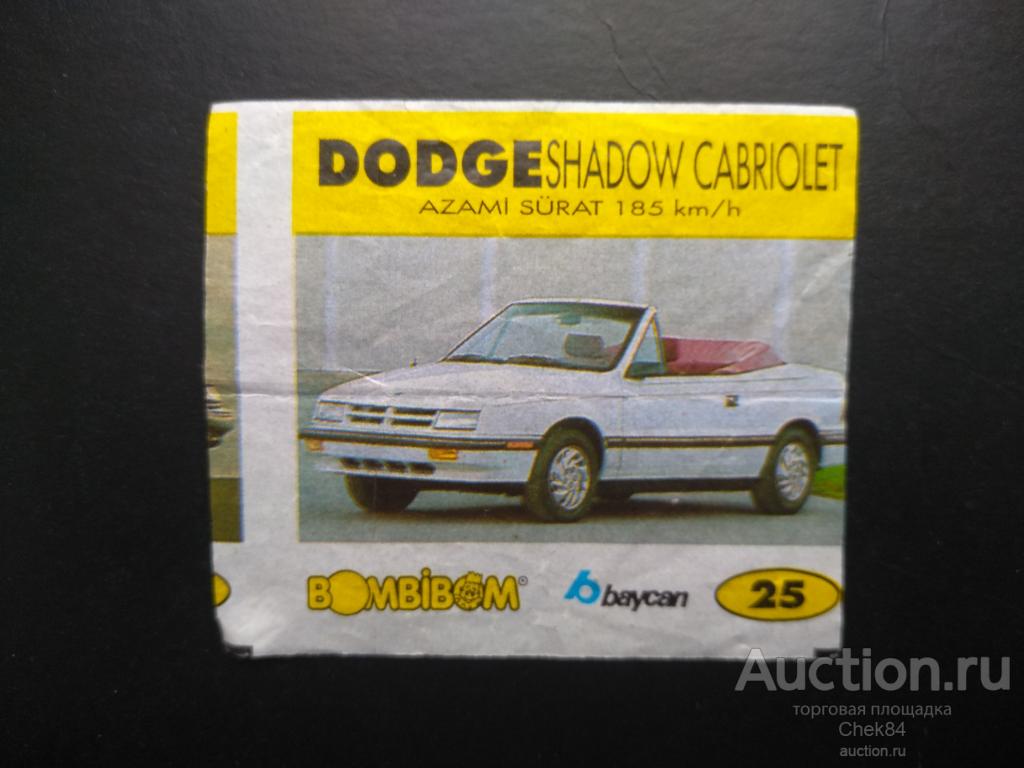 DODGE SHADOW CABRIOLET
AZAMİ SÜRAT 185 km/h
BOMBİBOM®
baycan
25
Auction.ru
торговая площадка
Chek84
auction.ru